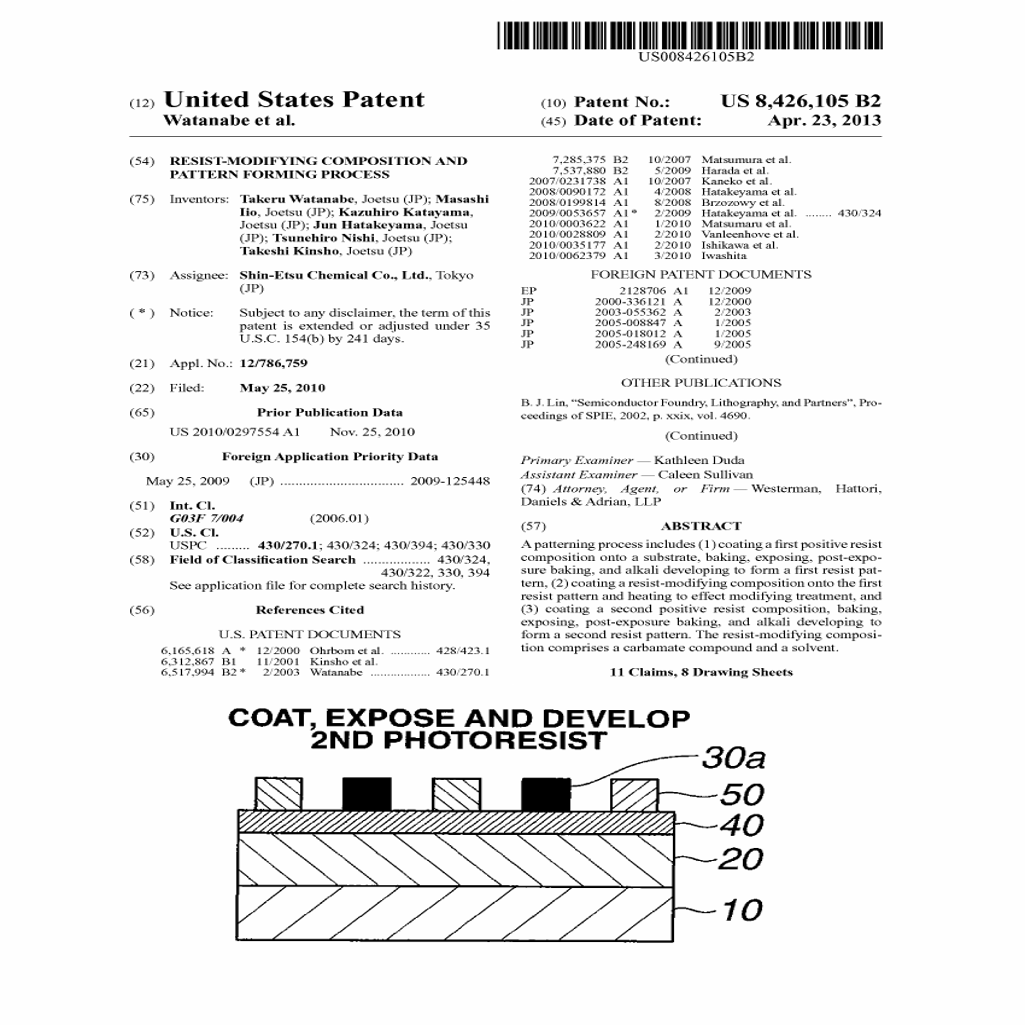 US008426105B2
(12) United States Patent
Watanabe et al.
(10) Patent No.: US 8,426,105 B2
(45) Date of Patent: Apr. 23, 2013
(54) RESIST-MODIFYING COMPOSITION AND
PATTERN FORMING PROCESS
(75) Inventors: Takeru Watanabe, Joetsu (JP); Masashi
Iio, Joetsu (JP); Kazuhiro Katayama,
Joetsu (JP); Jun Hatakeyama, Joetsu
(JP); Tsunehiro Nishi, Joetsu (JP);
Takeshi Kinsho, Joetsu (JP)
(73) Assignee: Shin-Etsu Chemical Co., Ltd., Tokyo
(JP)
( * ) Notice: Subject to any disclaimer, the term of this
patent is extended or adjusted under 35
U.S.C. 154(b) by 241 days.
(21) Appl. No.: 12/786,759
(22) Filed: May 25, 2010
(65) Prior Publication Data
US 2010/0297554 A1 Nov. 25, 2010
(30) Foreign Application Priority Data
May 25, 2009 (JP) ................................. 2009-125448
(51) Int. Cl.
G03F 7/004 (2006.01)
(52) U.S. Cl.
USPC ......... 430/270.1; 430/324; 430/394; 430/330
(58) Field of Classification Search .................. 430/324,
430/322, 330, 394
See application file for complete search history.
(56) References Cited
U.S. PATENT DOCUMENTS
6,165,618 A * 12/2000 Ohrbom et al. ............ 428/423.1
6,312,867 B1 11/2001 Kinsho et al.
6,517,994 B2 * 2/2003 Watanabe .................. 430/270.1
7,285,375 B2 10/2007 Matsumura et al.
7,537,880 B2 5/2009 Harada et al.
2007/0231738 A1 10/2007 Kaneko et al.
2008/0090172 A1 4/2008 Hatakeyama et al.
2008/0199814 A1 8/2008 Brzozowy et al.
2009/0053657 A1 * 2/2009 Hatakeyama et al. ........ 430/324
2010/0003622 A1 1/2010 Matsumaru et al.
2010/0028809 A1 2/2010 Vanleenhove et al.
2010/0035177 A1 2/2010 Ishikawa et al.
2010/0062379 A1 3/2010 Iwashita
FOREIGN PATENT DOCUMENTS
EP 2128706 A1 12/2009
JP 2000-336121 A 12/2000
JP 2003-055362 A 2/2003
JP 2005-008847 A 1/2005
JP 2005-018012 A 1/2005
JP 2005-248169 A 9/2005
(Continued)
OTHER PUBLICATIONS
B. J. Lin, “Semiconductor Foundry, Lithography, and Partners”, Pro-
ceedings of SPIE, 2002, p. xxix, vol. 4690.
(Continued)
Primary Examiner — Kathleen Duda
Assistant Examiner — Caleen Sullivan
(74) Attorney, Agent, or Firm — Westerman, Hattori,
Daniels & Adrian, LLP
(57) ABSTRACT
A patterning process includes (1) coating a first positive resist
composition onto a substrate, baking, exposing, post-expo-
sure baking, and alkali developing to form a first resist pat-
tern, (2) coating a resist-modifying composition onto the first
resist pattern and heating to effect modifying treatment, and
(3) coating a second positive resist composition, baking,
exposing, post-exposure baking, and alkali developing to
form a second resist pattern. The resist-modifying composi-
tion comprises a carbamate compound and a solvent.
11 Claims, 8 Drawing Sheets
COAT, EXPOSE AND DEVELOP
2ND PHOTORESIST
30a
50
40
20
10